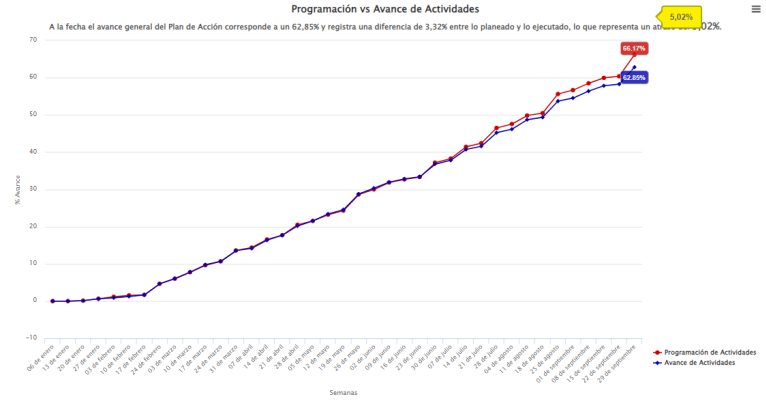 Programación vs Avance de Actividades
5,02%
A la fecha el avance general del Plan de Acción corresponde a un 62,85% y registra una diferencia de 3,32% entre lo planeado y lo ejecutado, lo que representa un
70
60
50
40
30
20
10
0
-10
% Avance
66.17%
62.85%
06 de enero
13 de enero
20 de enero
27 de enero
03 de febrero
10 de febrero
17 de febrero
24 de febrero
03 de marzo
10 de marzo
17 de marzo
24 de marzo
31 de marzo
07 de abril
14 de abril
21 de abril
28 de abril
05 de mayo
12 de mayo
19 de mayo
26 de mayo
02 de junio
09 de junio
16 de junio
23 de junio
30 de junio
07 de julio
14 de julio
21 de julio
28 de julio
04 de agosto
11 de agosto
18 de agosto
25 de agosto
01 de septiembre
08 de septiembre
15 de septiembre
22 de septiembre
29 de septiembre
Semanas
Programación de Actividades
Avance de Actividades